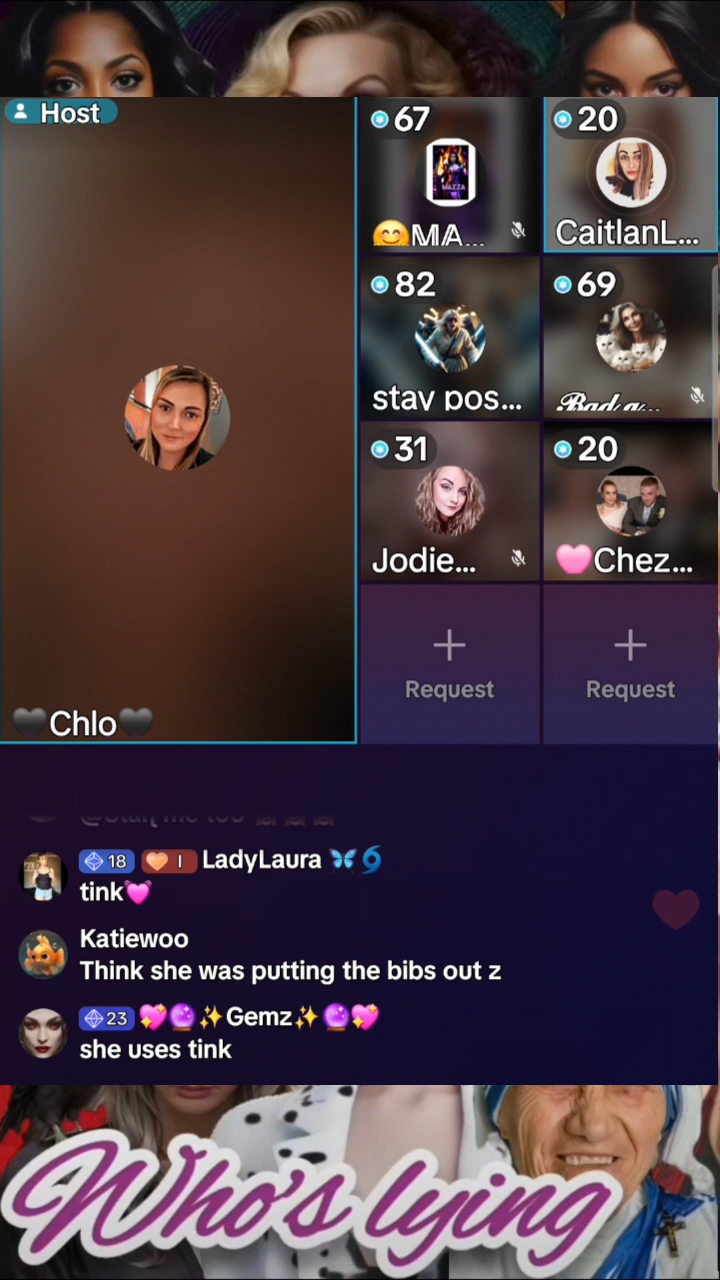 Host
67
MA...
20
CaitlanL...
82
stav pos...
69
Bad a...
31
Jodie...
20
🩷Chez...
+
Request
+
Request
🖤Chlo🖤
18 I LadyLaura 🦋🌀
tink💓
Katiewoo
Think she was putting the bibs out z
23 💖🔮✨Gemz✨🔮💖
she uses tink
Who's lying